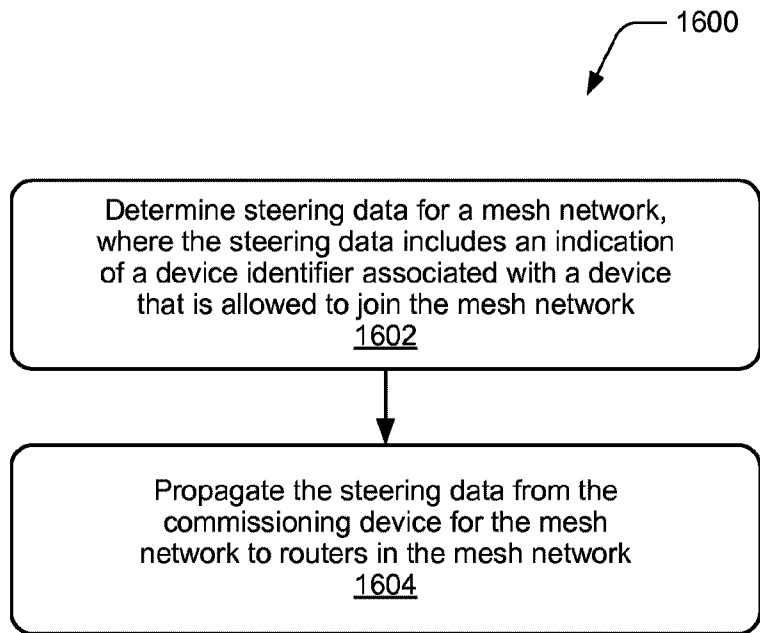 1600
Determine steering data for a mesh network,
where the steering data includes an indication
of a device identifier associated with a device
that is allowed to join the mesh network
1602
Propagate the steering data from the
commissioning device for the mesh
network to routers in the mesh network
1604